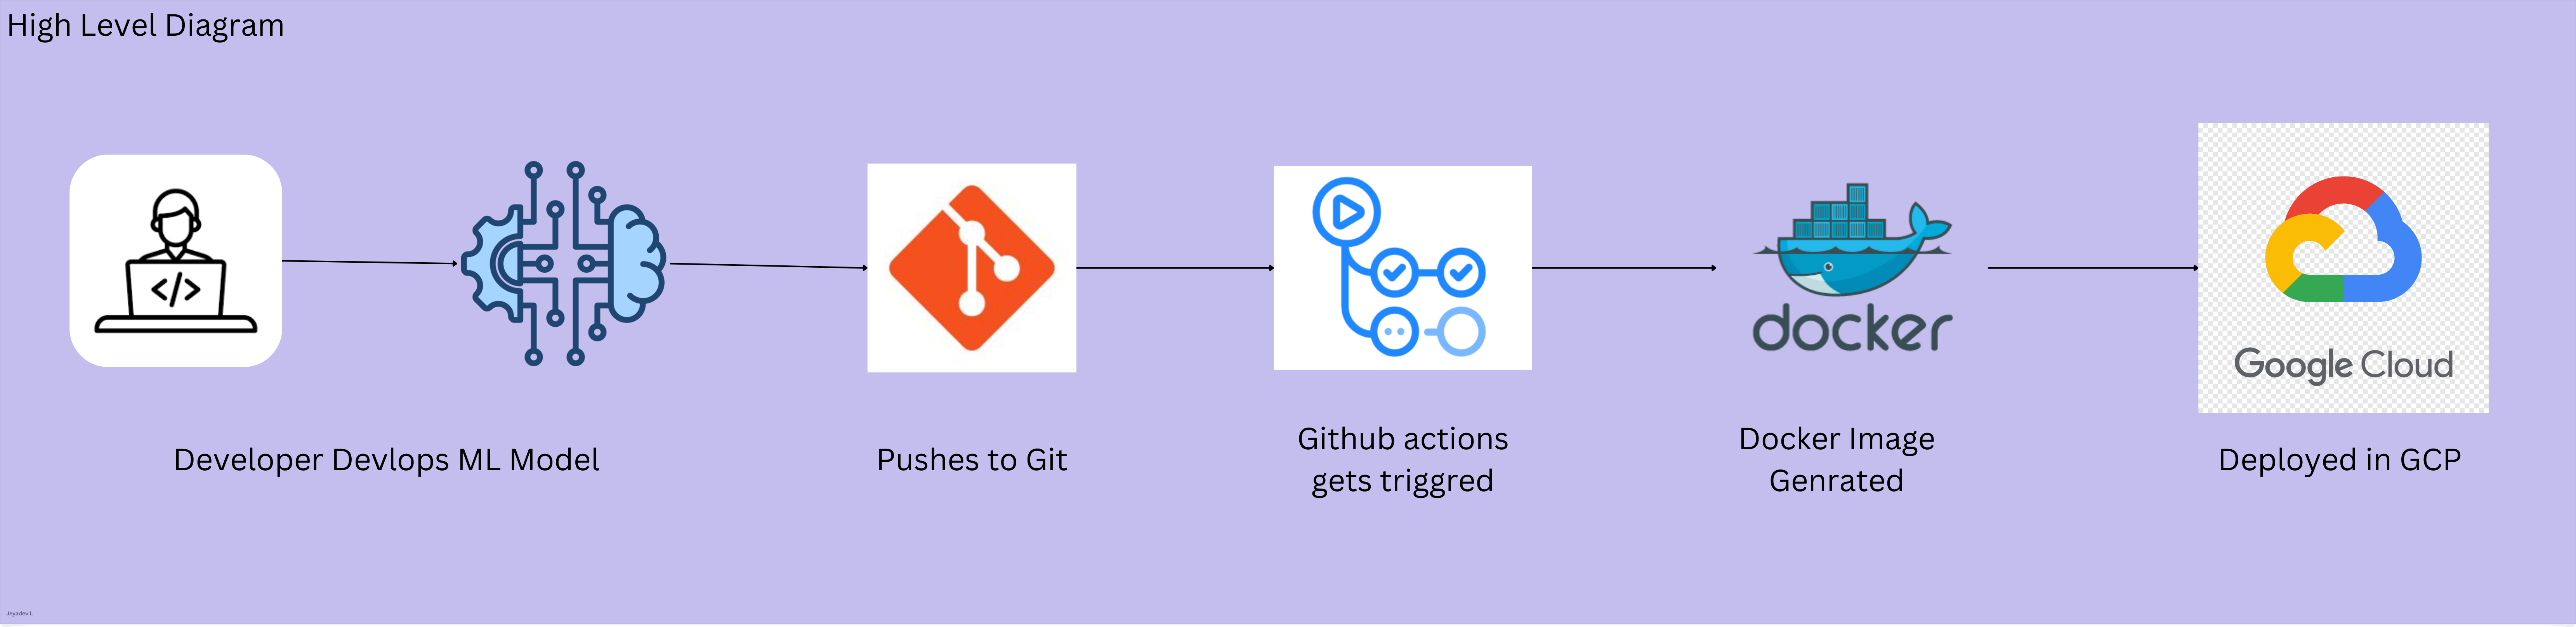 High Level Diagram
docker
Google Cloud
Developer Devlops ML Model
Pushes to Git
Github actions
gets triggred
Docker Image
Genrated
Deployed in GCP
Jeyadev L